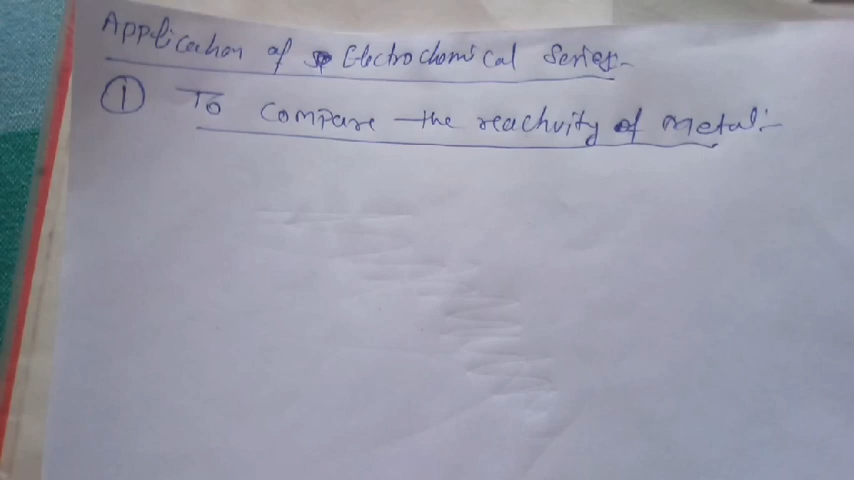 Application of Electrochemical Series-
① To compare the reactivity of metal:-